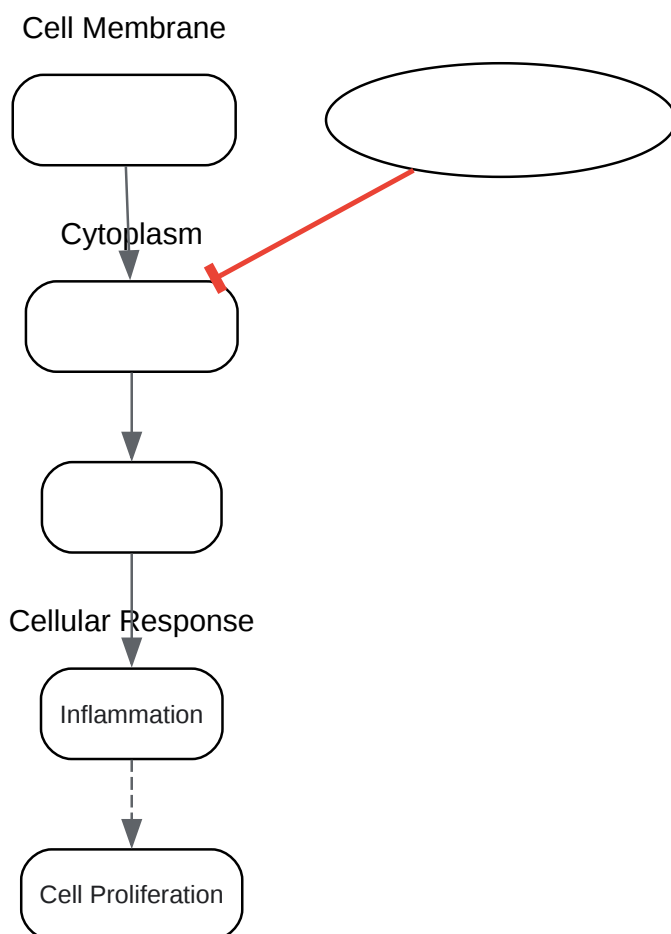 Cell Membrane
Cytoplasm
Cellular Response
Inflammation
Cell Proliferation